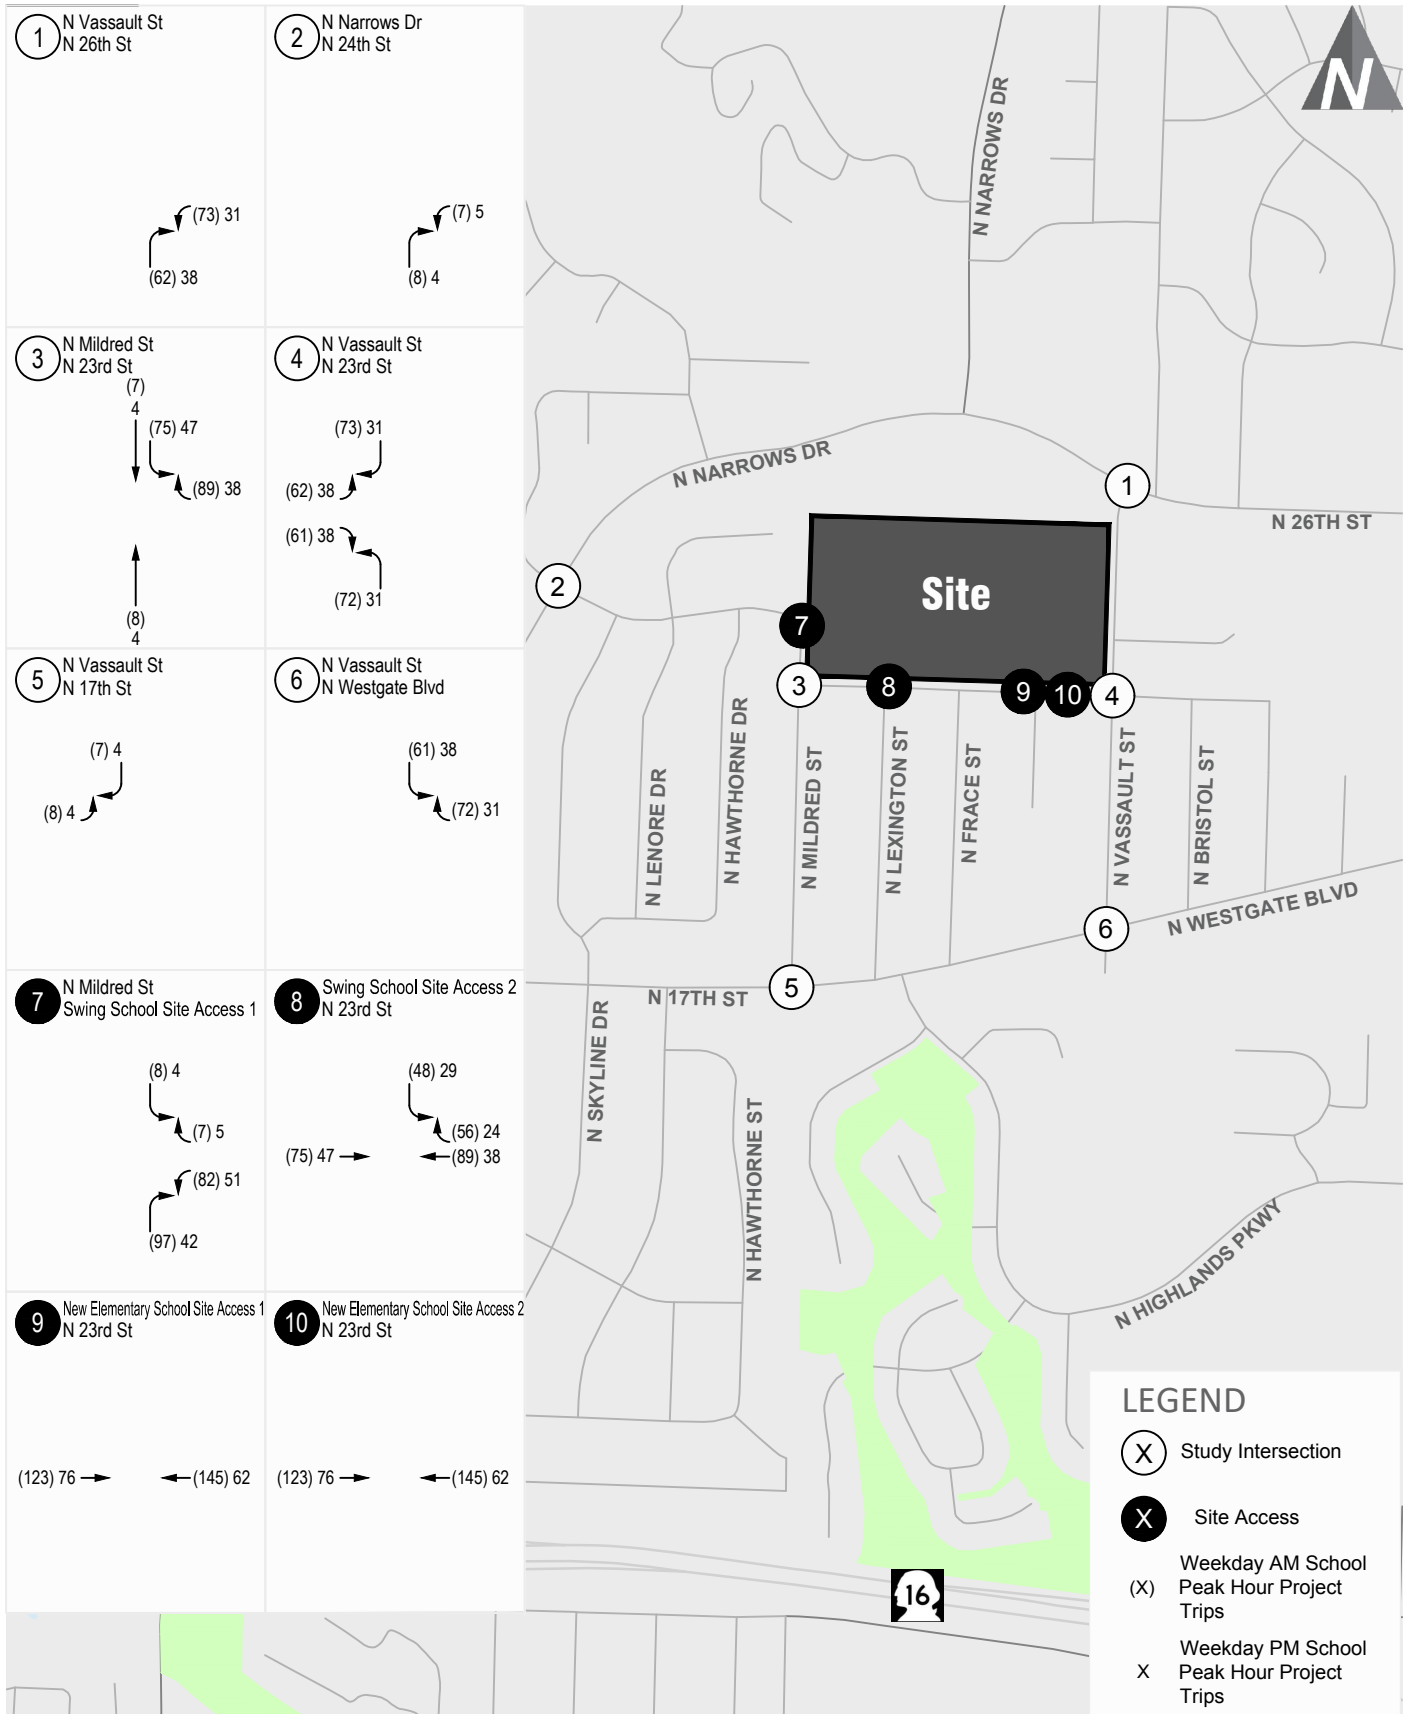 1
N Vassault St
N 26th St
(73) 31
(62) 38
2
N Narrows Dr
N 24th St
(7) 5
(8) 4
3
N Mildred St
N 23rd St
(7)
4
(75) 47
(89) 38
(8)
4
4
N Vassault St
N 23rd St
(73) 31
(62) 38
(61) 38
(72) 31
5
N Vassault St
N 17th St
(7) 4
(8) 4
6
N Vassault St
N Westgate Blvd
(61) 38
(72) 31
7
N Mildred St
Swing School Site Access 1
(8) 4
(7) 5
(82) 51
(97) 42
8
Swing School Site Access 2
N 23rd St
(48) 29
(56) 24
(75) 47
(89) 38
9
New Elementary School Site Access 1
N 23rd St
(123) 76
(145) 62
10
New Elementary School Site Access 2
N 23rd St
(123) 76
(145) 62
N
N NARROWS DR
N NARROWS DR
1
N 26TH ST
2
Site
7
3
8
9
10
4
N LENORE DR
N HAWTHORNE DR
N MILDRED ST
N LEXINGTON ST
N FRACE ST
N VASSAULT ST
N BRISTOL ST
6
N WESTGATE BLVD
N 17TH ST
5
N SKYLINE DR
N HAWTHORNE ST
N HIGHLANDS PKWY
16
LEGEND
X Study Intersection
X Site Access
Weekday AM School
(X) Peak Hour Project
Trips
Weekday PM School
X Peak Hour Project
Trips